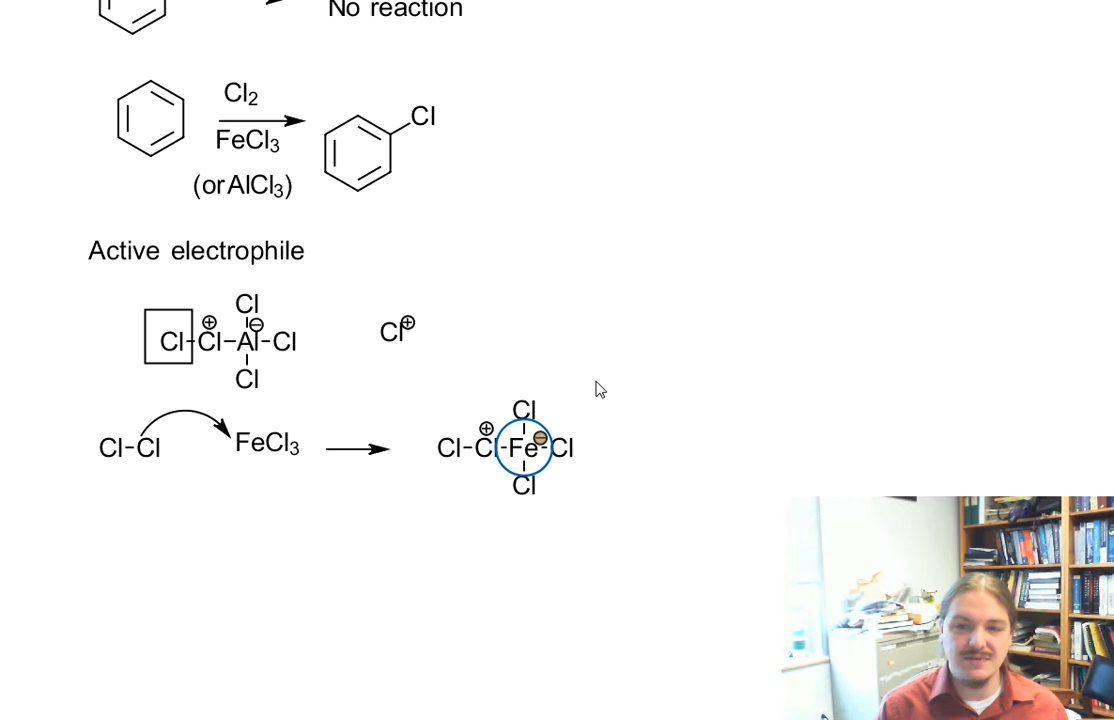 No reaction
Cl2
FeCl3
(or AlCl3)
Cl
Active electrophile
Cl
Cl-Cl⊕-Al⊖-Cl
Cl
Cl⊕
Cl-Cl FeCl3
Cl
Cl-Cl⊕-Fe⊖-Cl
Cl